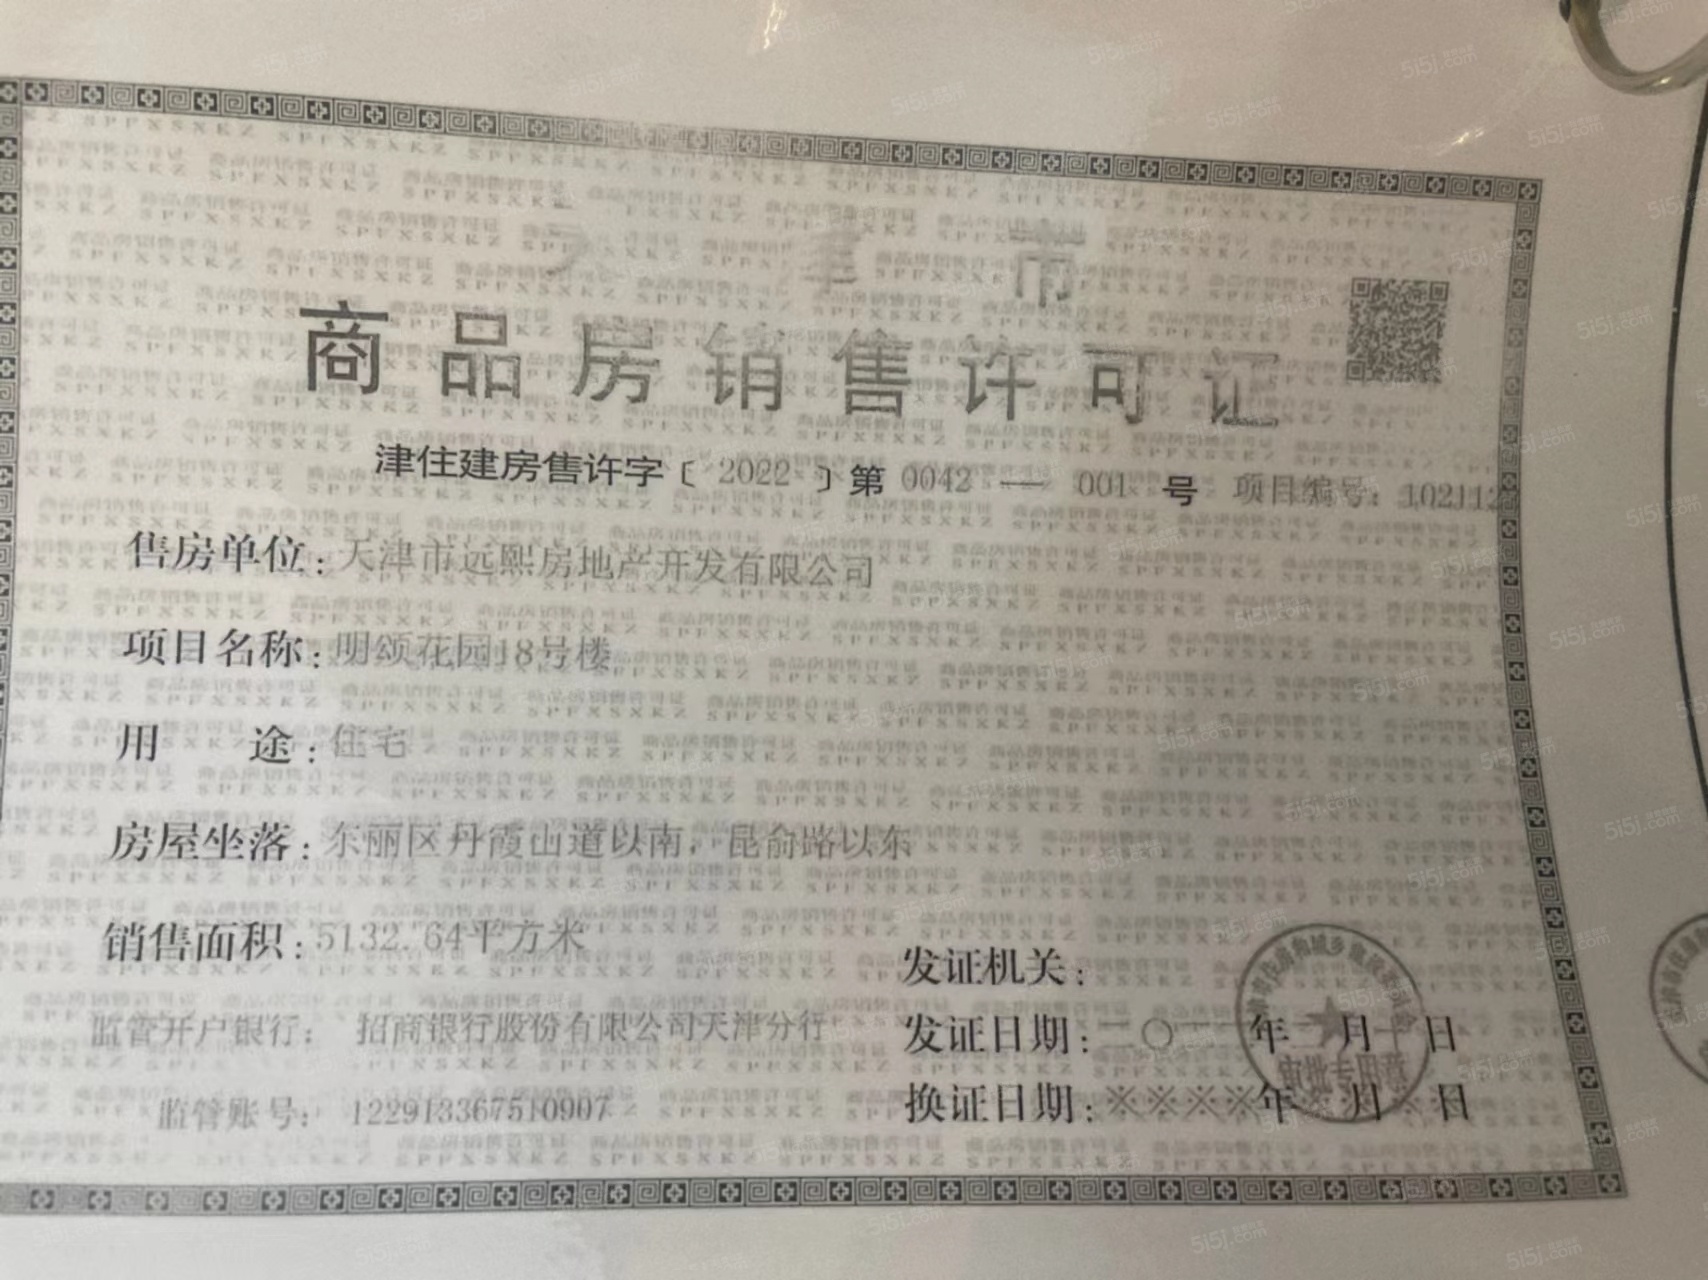 天津市
商品房销售许可证
津住建房售许字〔2022〕第0042—001号 项目编号：102112
售房单位：天津市远熙房地产开发有限公司
项目名称：明颂花园18号楼
用途：住宅
房屋坐落：东丽区丹霞山道以南，昆俞路以东
销售面积：5132.64平方米
发证机关：
监管开户银行：招商银行股份有限公司天津分行
发证日期：年月日
监管账号：122913367510907
换证日期：※※※※年※月※日
审批专用章